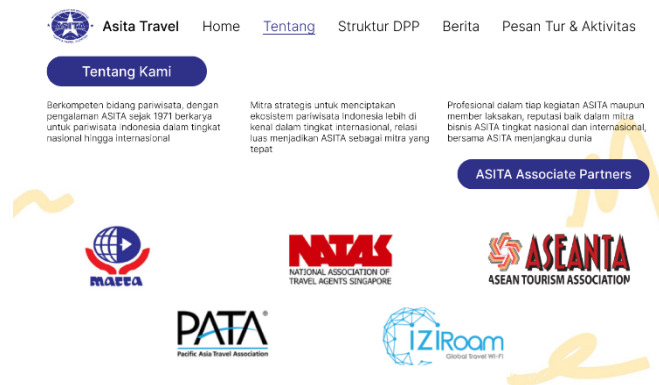 Asita Travel Home Tentang Struktur DPP Berita Pesan Tur & Aktivitas
Tentang Kami
Berkompeten bidang pariwisata, dengan
pengalaman ASITA sejak 1971 berkarya
untuk pariwisata Indonesia dalam tingkat
nasional hingga internasional
Mitra strategis untuk menciptakan
ekosistem pariwisata Indonesia lebih di
kenal dalam tingkat internasional, relasi
luas menjadikan ASITA sebagai mitra yang
tepat
Profesional dalam tiap kegiatan ASITA maupun
member laksakan, reputasi baik dalam mitra
bisnis ASITA tingkat nasional dan internasional,
bersama ASITA menjangkau dunia
ASITA Associate Partners
matta
NATAS
NATIONAL ASSOCIATION OF
TRAVEL AGENTS SINGAPORE
ASEANTA
ASEAN TOURISM ASSOCIATION
PATA
Pacific Asia Travel Association
iZiRoam
Global Travel Wi-Fi